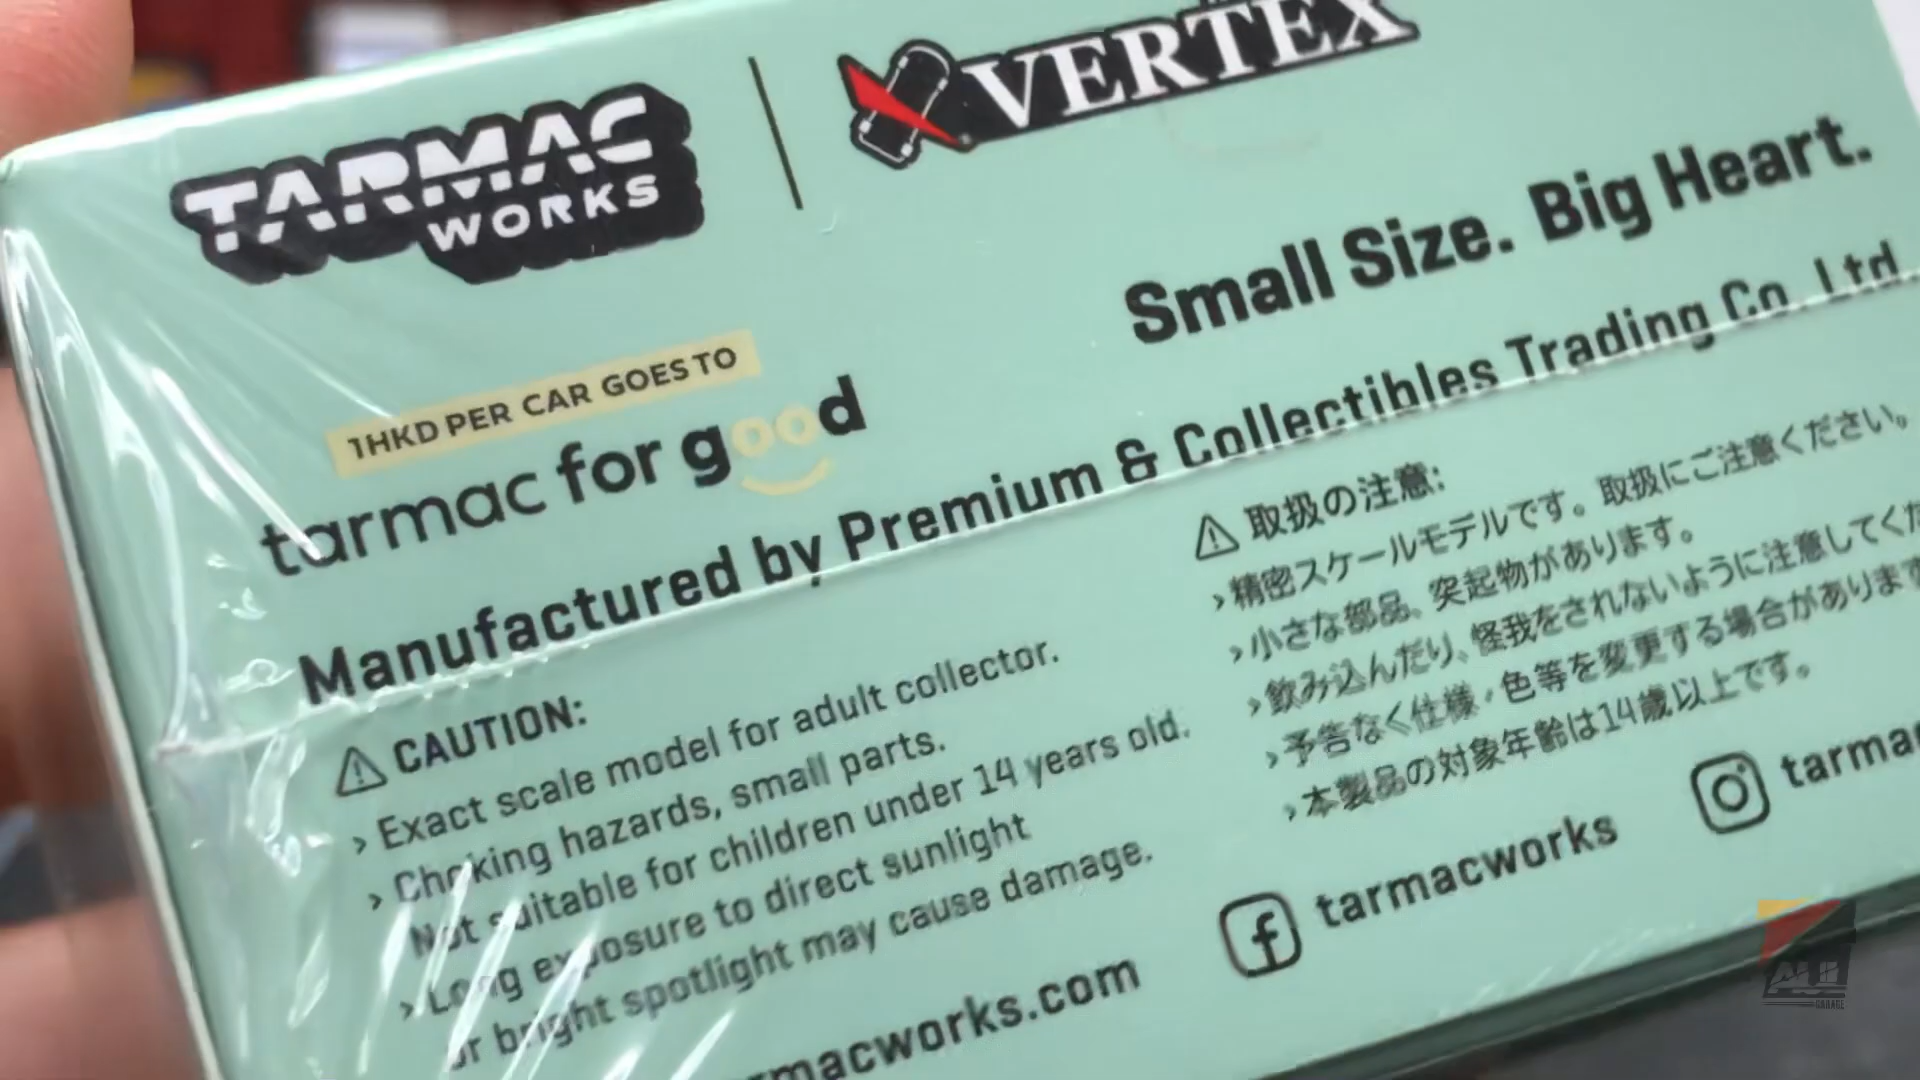 TARMAC
WORKS
VERTEX
Small Size. Big Heart.
1HKD PER CAR GOES TO
tarmac for good
Manufactured by Premium & Collectibles Trading Co. Ltd.
CAUTION:
› Exact scale model for adult collector.
› Choking hazards, small parts.
Not suitable for children under 14 years old.
› Long exposure to direct sunlight
or bright spotlight may cause damage.
取扱の注意:
›精密スケールモデルです。取扱にご注意ください。
›小さな部品、突起物があります。
›飲み込んだり、怪我をされないように注意してくだ
›予告なく仕様・色等を変更する場合があります
›本製品の対象年齢は14歳以上です。
rmacworks.com
tarmacworks
tarmac
GARAGE